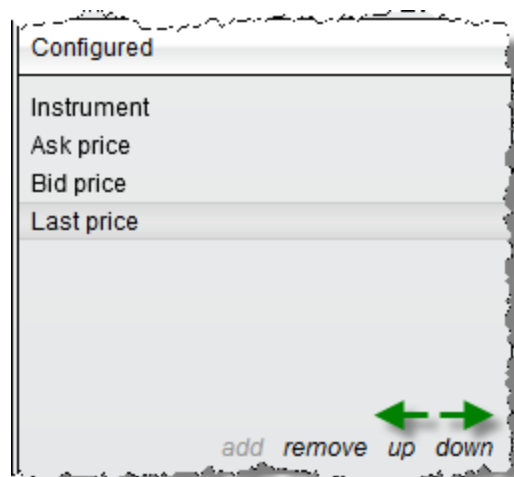 Configured
Instrument
Ask price
Bid price
Last price
add remove up down